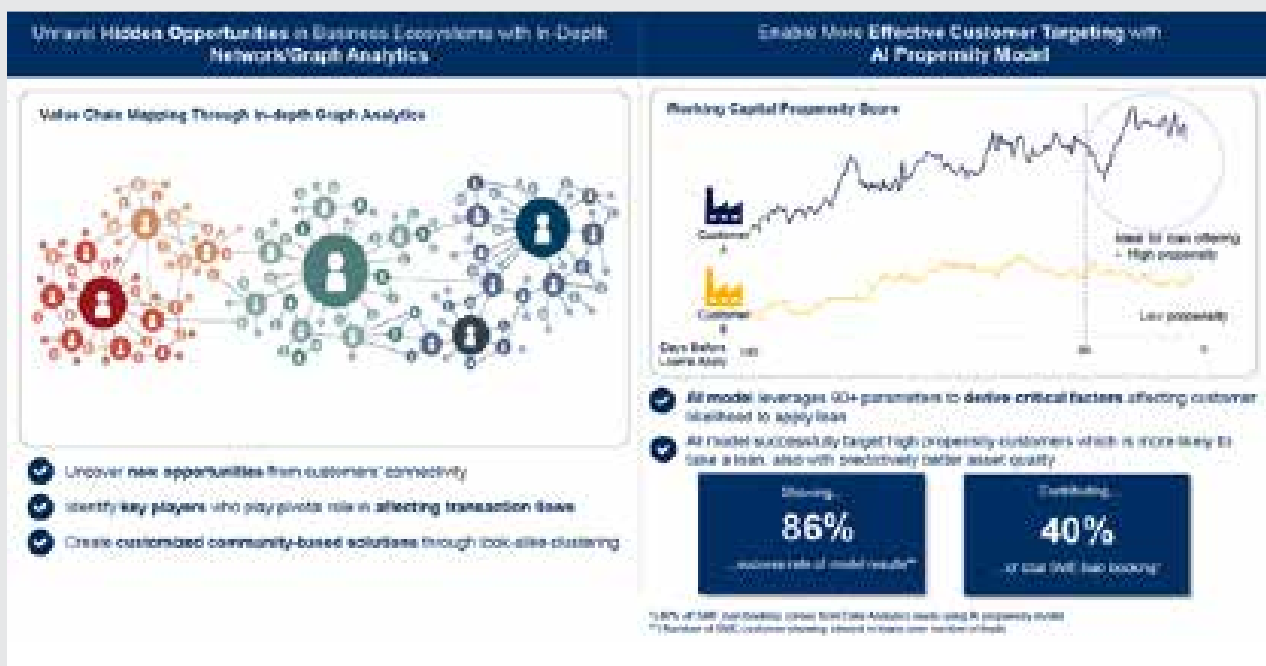 Unravel Hidden Opportunities in Business Ecosystems with In-Depth
Network/Graph Analytics
Value Chain Mapping Through In-depth Graph Analytics
Uncover new opportunities from customers' connectivity
Identify key players who play pivotal role in affecting transaction flows
Create customized community-based solutions through look-alike-clustering
Enable More Effective Customer Targeting with
AI Propensity Model
Working Capital Propensity Score
Customer
A
Ideal for loan offering
- High propensity
Customer
B
Low propensity
Days Before
Loans Apply
AI model leverages 90+ parameters to derive critical factors affecting customer
likelihood to apply loan
AI model successfully target high propensity customers which is more likely to
take a loan, also with predictively better asset quality
Showing...
86%
...success rate of model results**
Contributing...
40%
...of total SME loan booking*